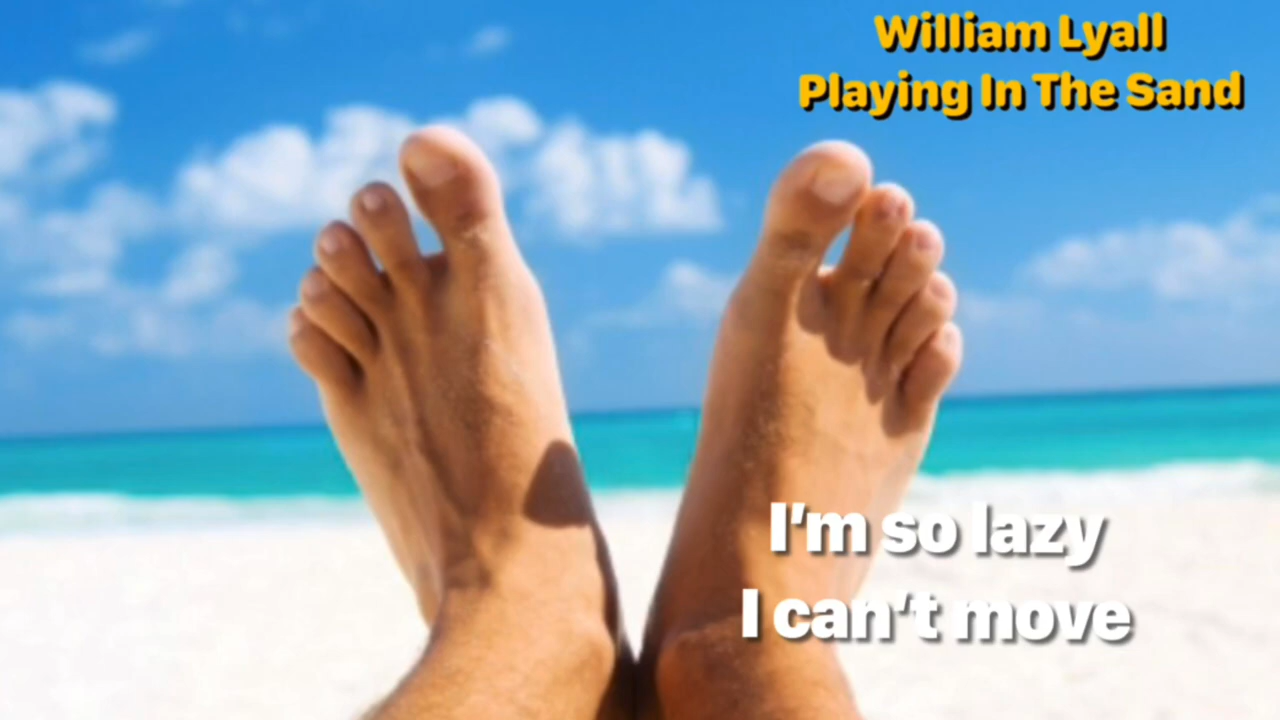 William Lyall
Playing In The Sand
I'm so lazy
I can't move